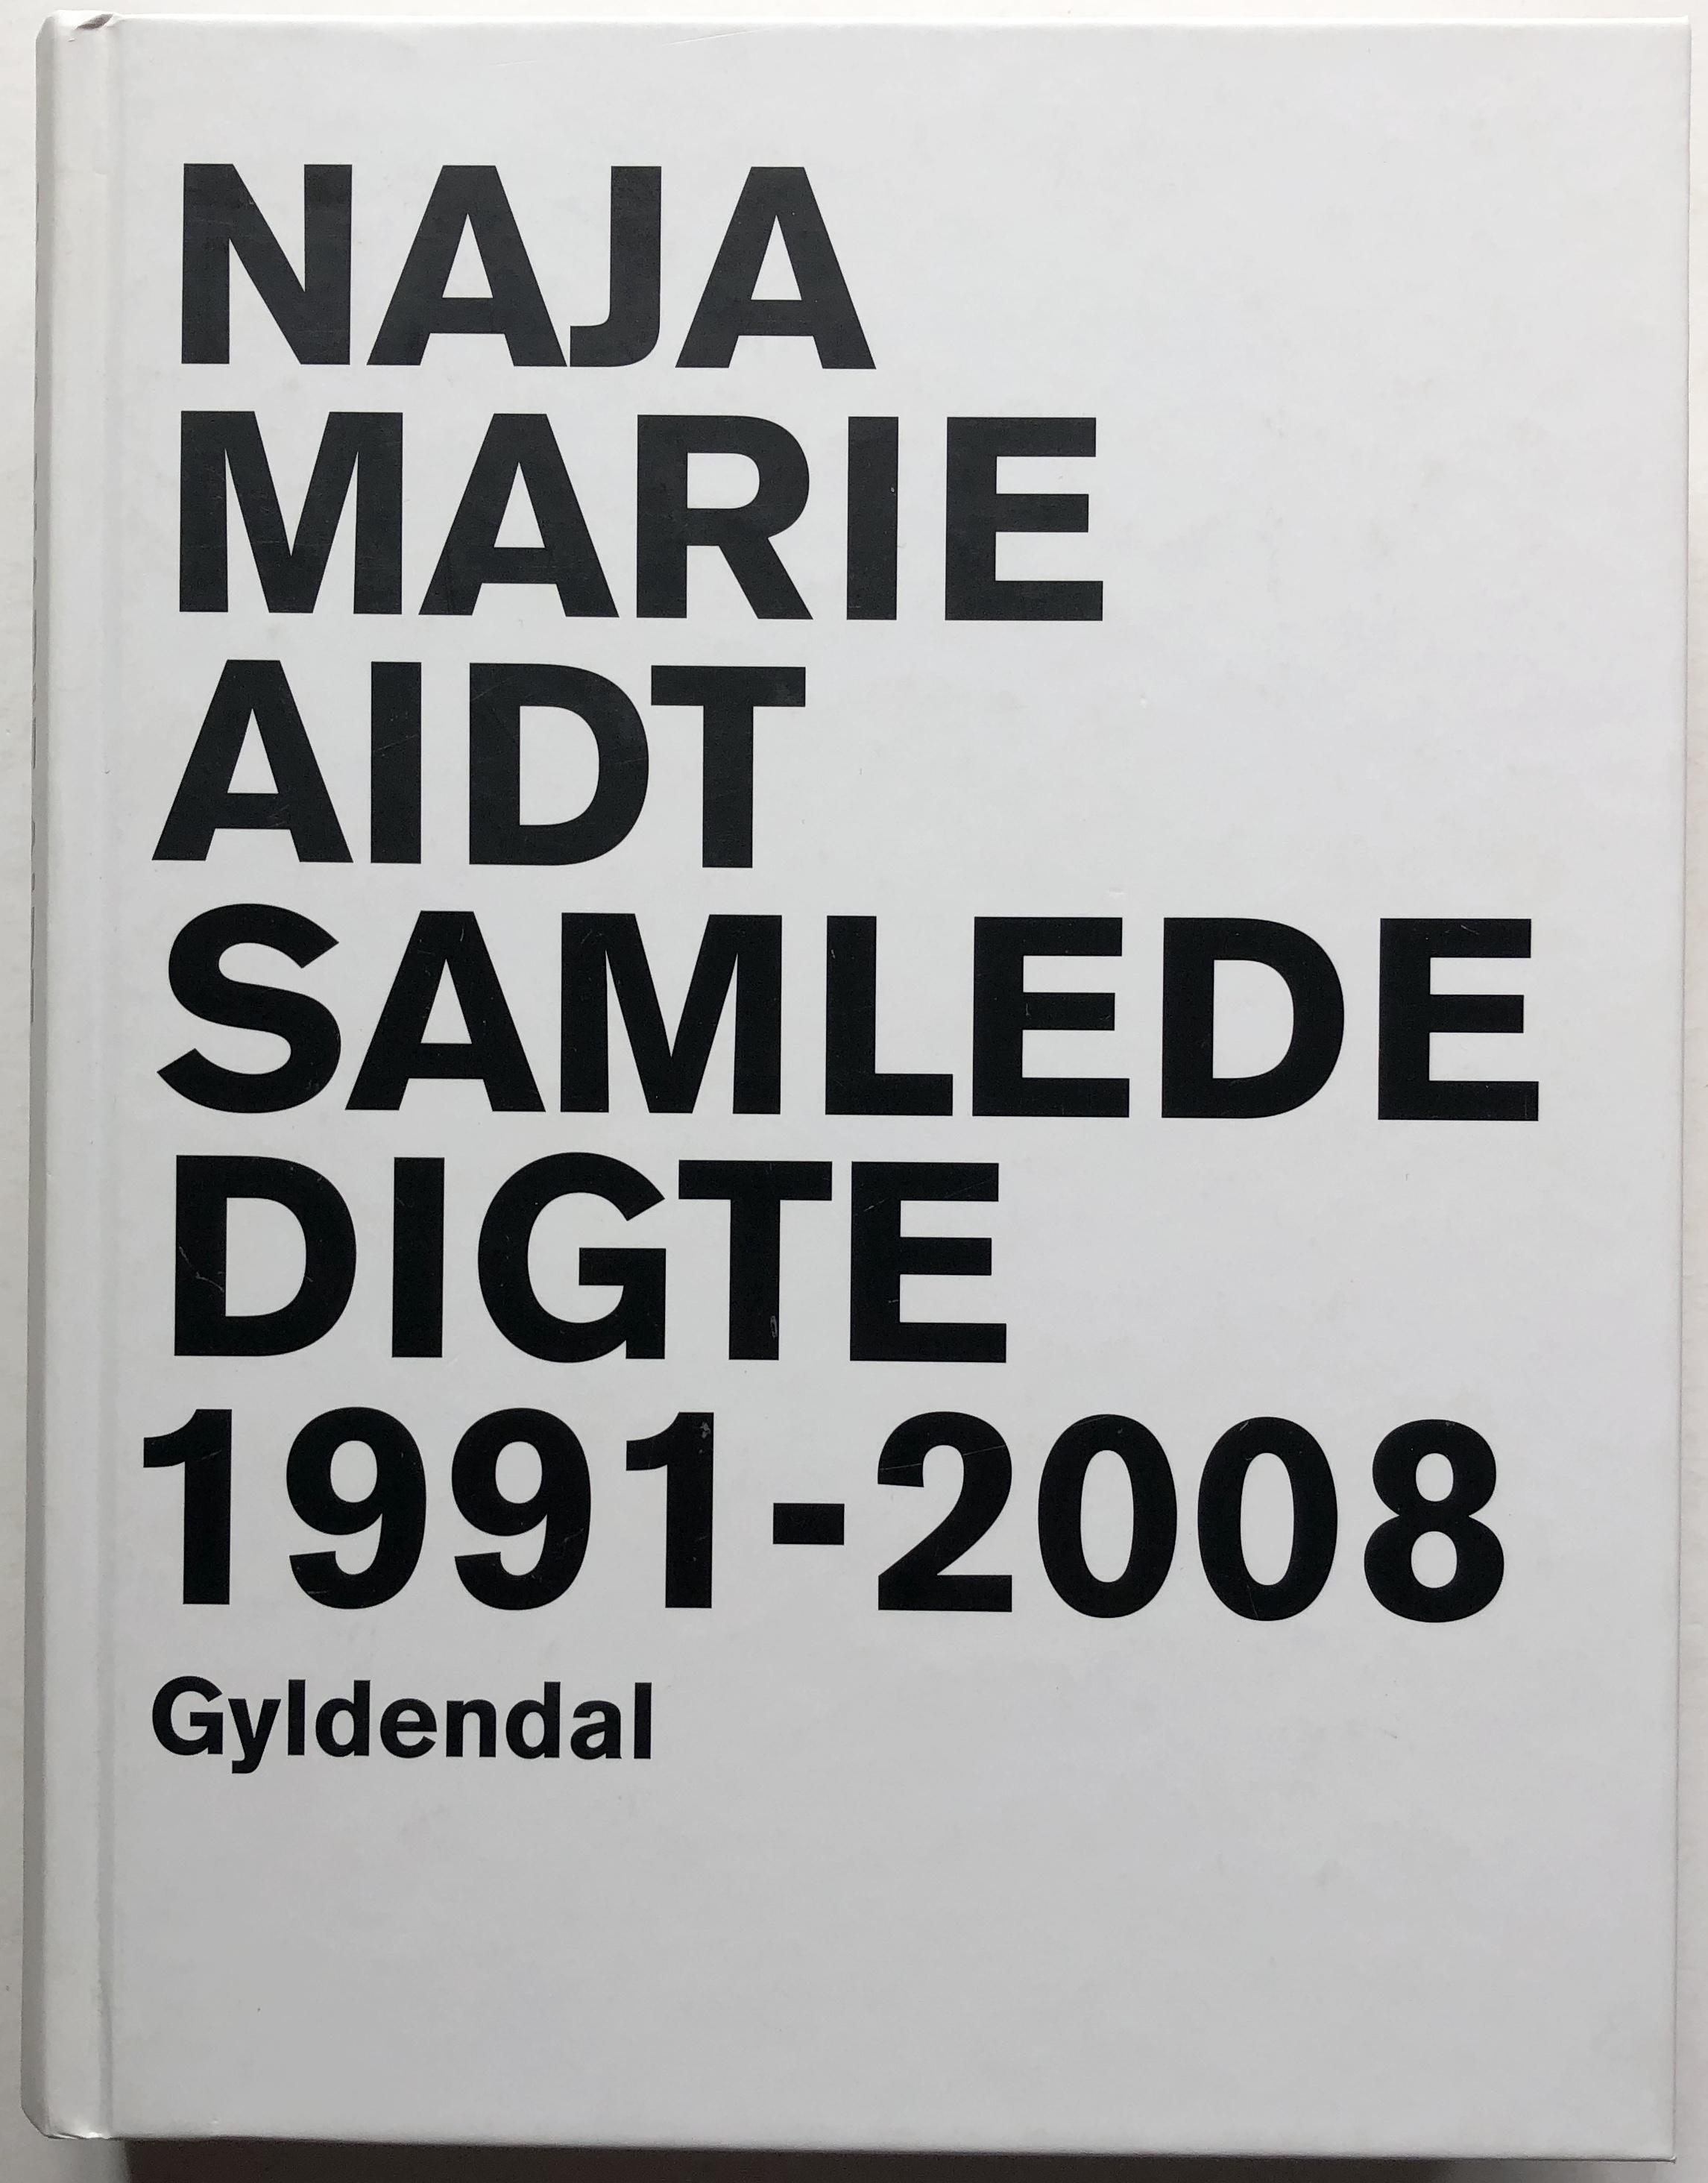 NAJA
MARIE
AIDT
SAMLEDE
DIGTE
1991-2008
Gyldendal